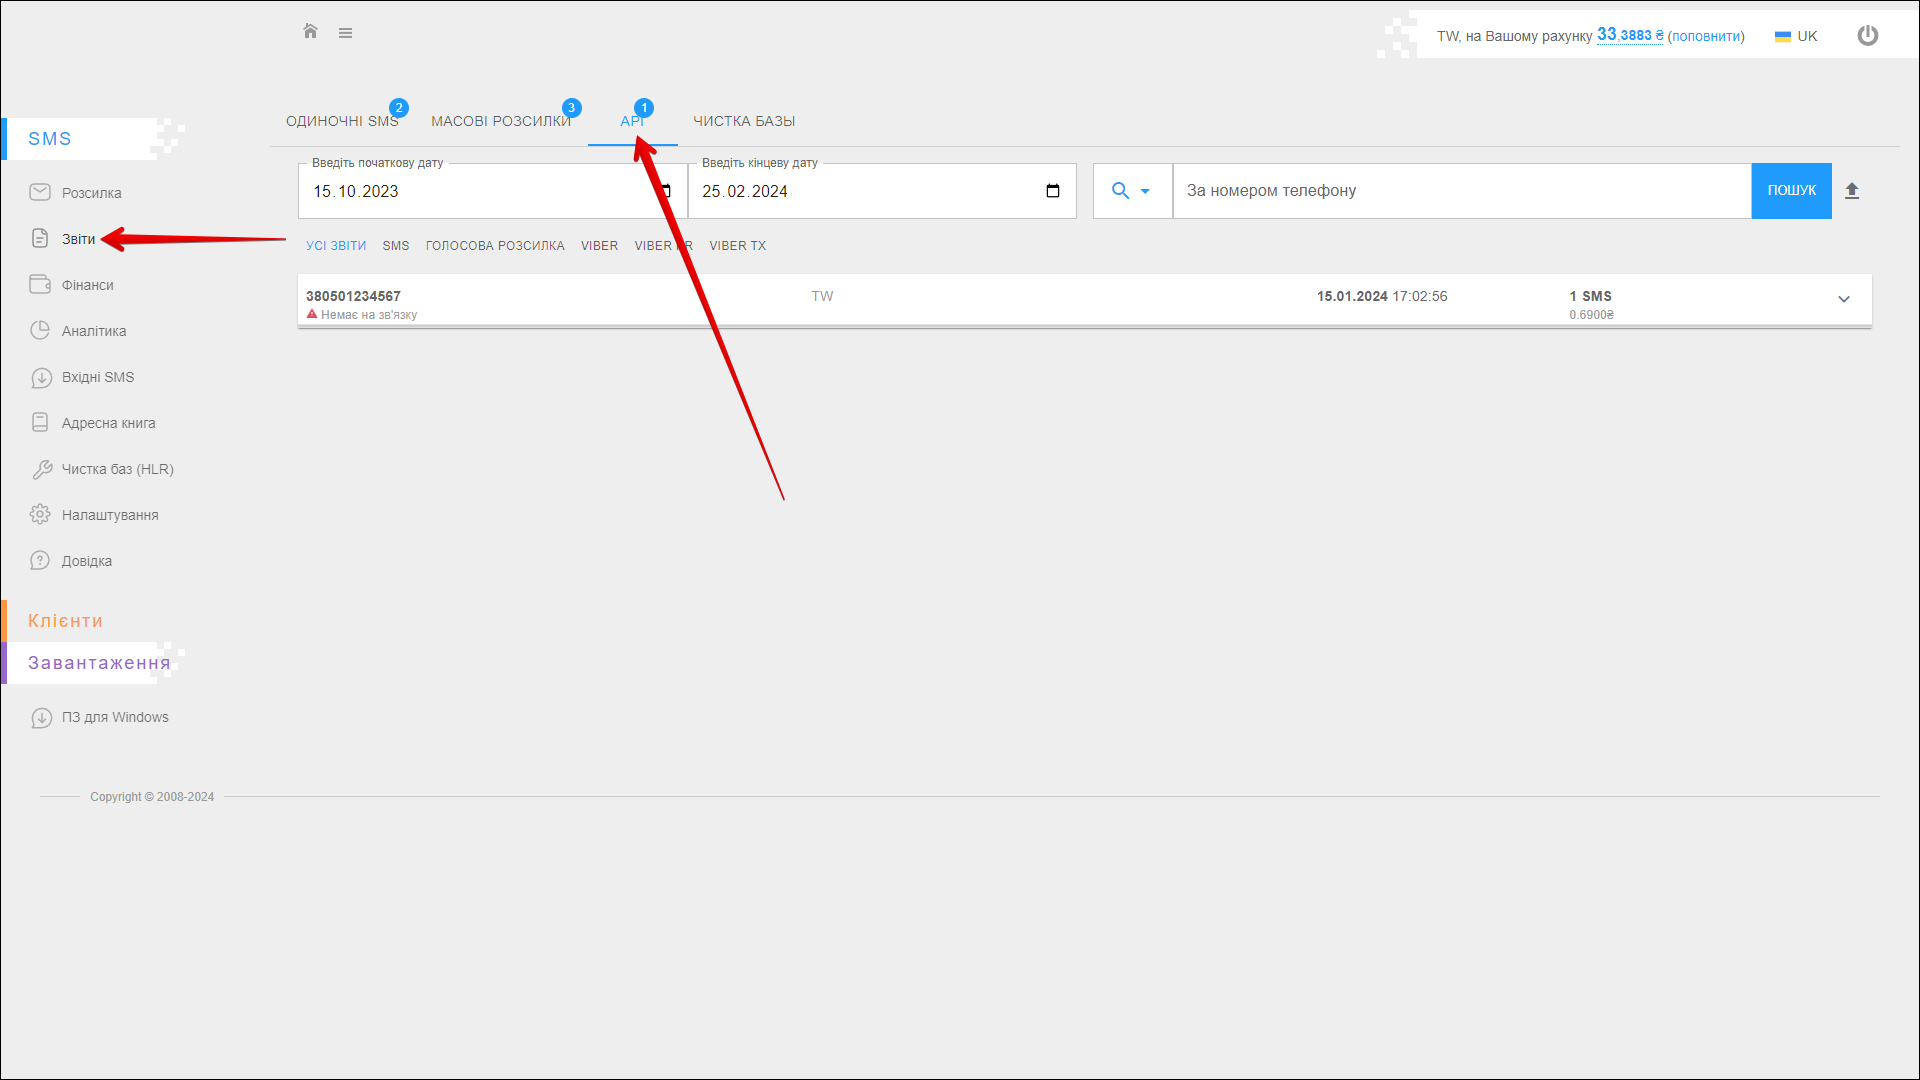 TW, на Вашому рахунку 33,3883 ₴ (поповнити)
UK
SMS
Розсилка
Звіти
Фінанси
Аналітика
Вхідні SMS
Адресна книга
Чистка баз (HLR)
Налаштування
Довідка
Клієнти
Завантаження
ПЗ для Windows
ОДИНОЧНІ SMS 2
МАСОВІ РОЗСИЛКИ 3
API 1
ЧИСТКА БАЗЫ
Введіть початкову дату
15.10.2023
Введіть кінцеву дату
25.02.2024
За номером телефону
ПОШУК
УСІ ЗВІТИ
SMS
ГОЛОСОВА РОЗСИЛКА
VIBER
VIBER
VIBER TX
380501234567
Немає на зв'язку
TW
15.01.2024 17:02:56
1 SMS
0.6900₴
Copyright © 2008-2024